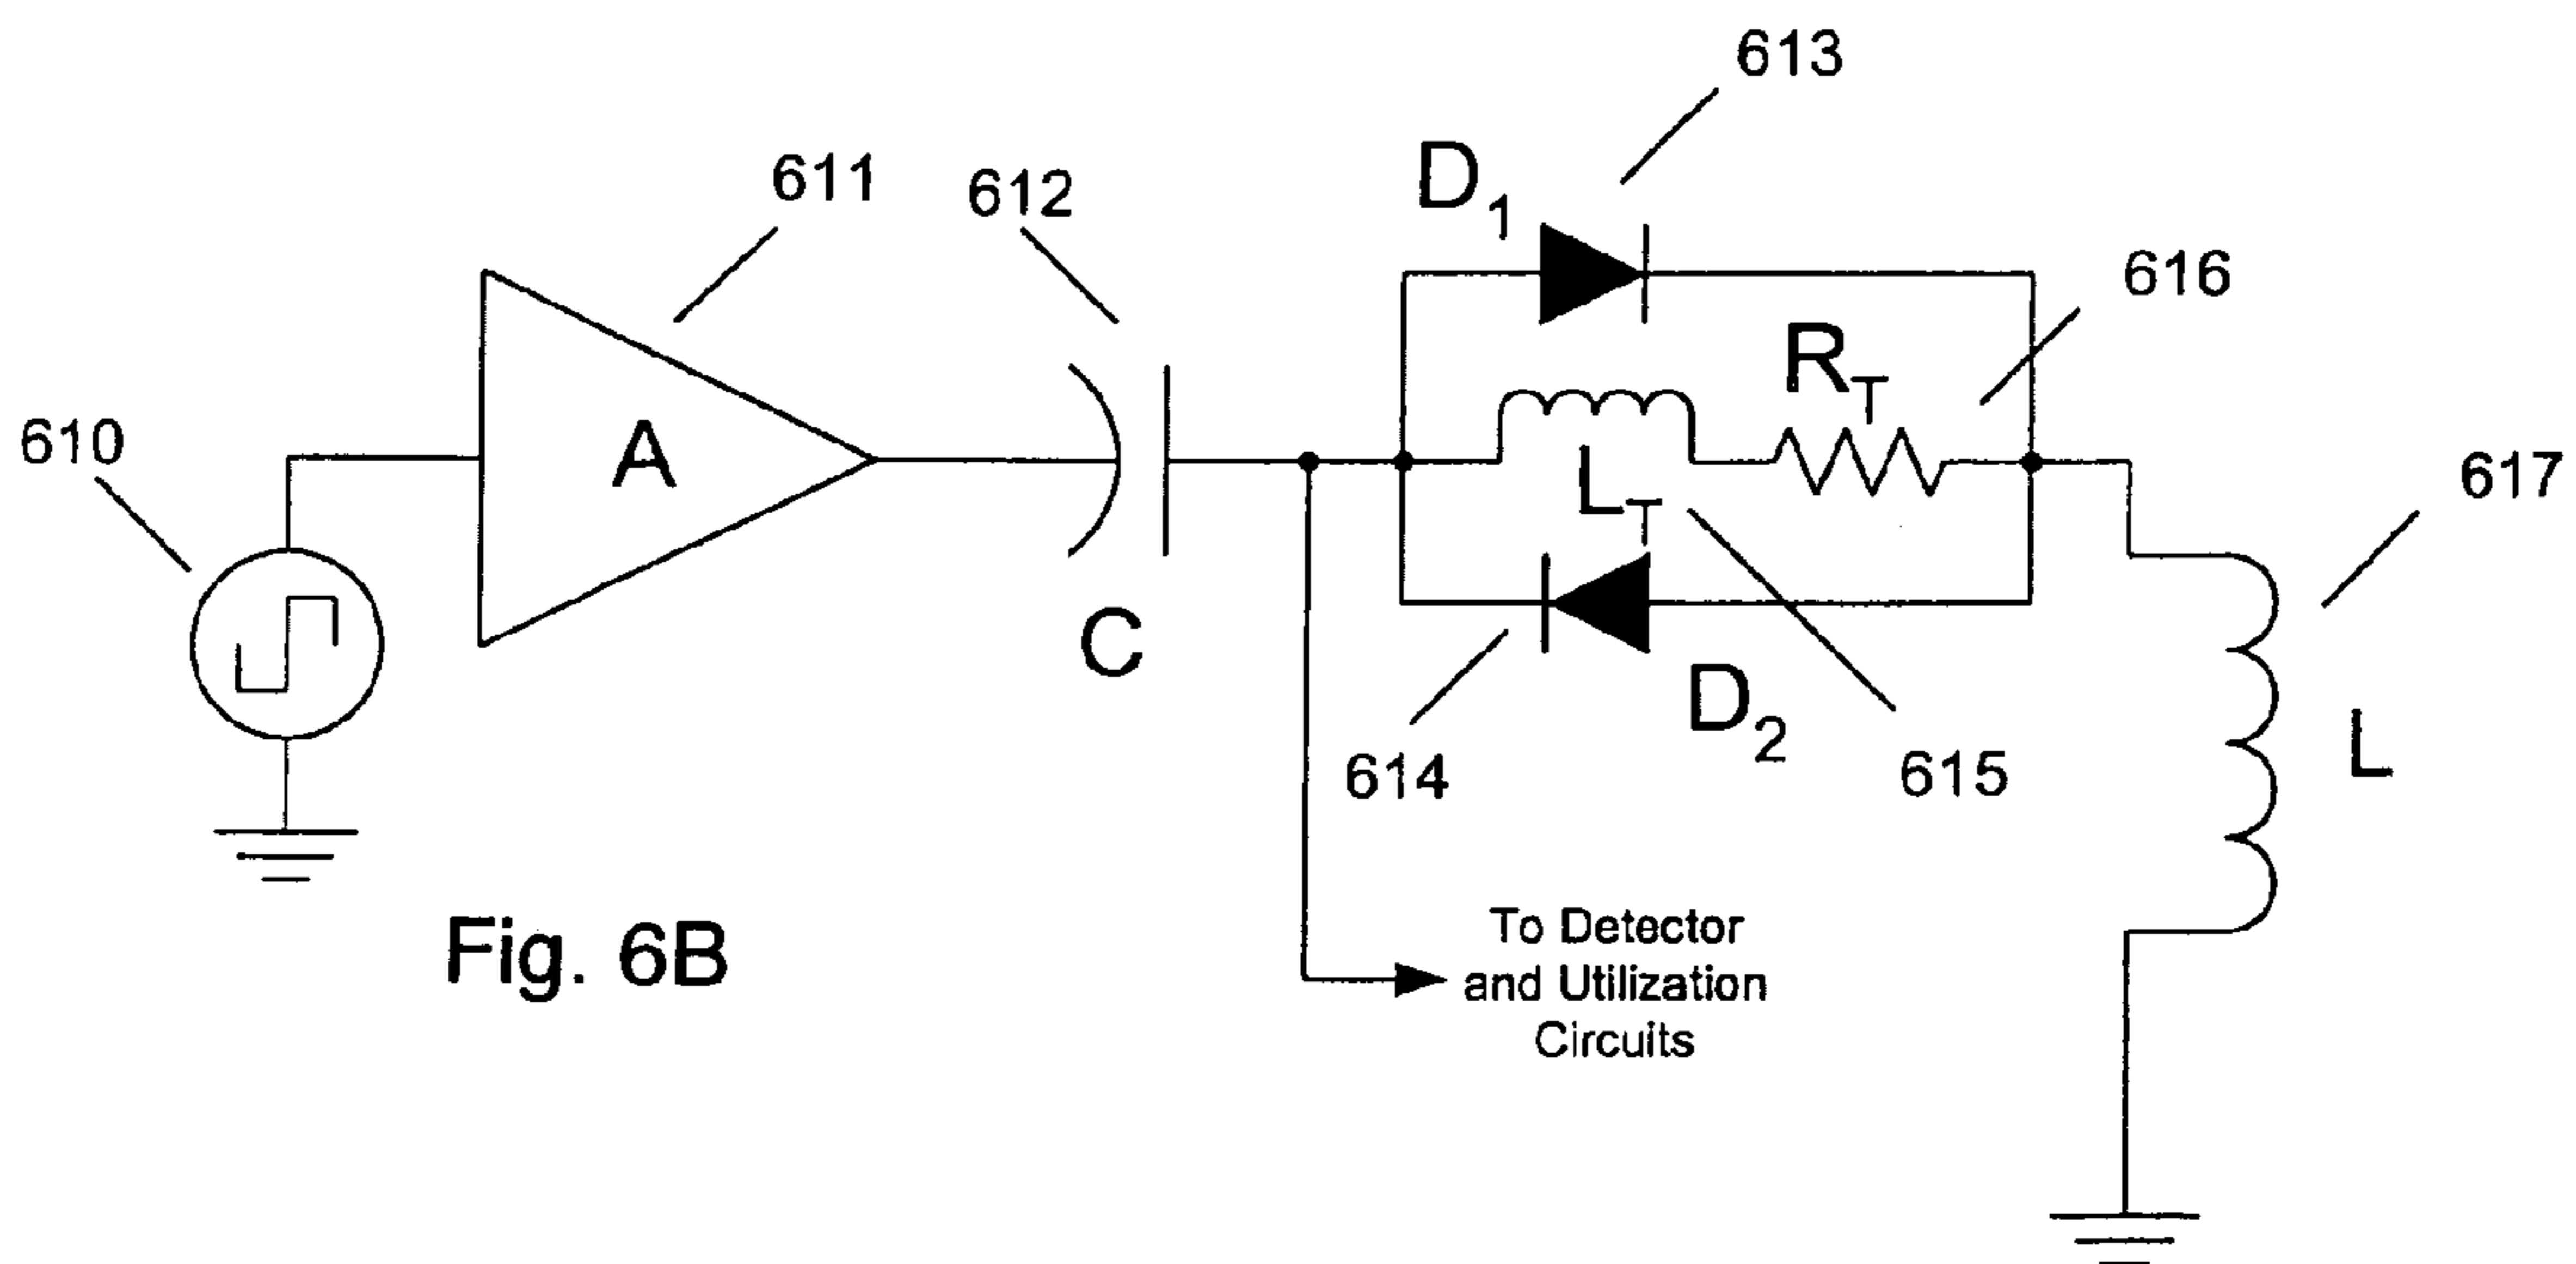 613
611
612
D1
616
RT
610
A
617
LT
C
D2
L
614
615
To Detector
and Utilization
Circuits
Fig. 6B